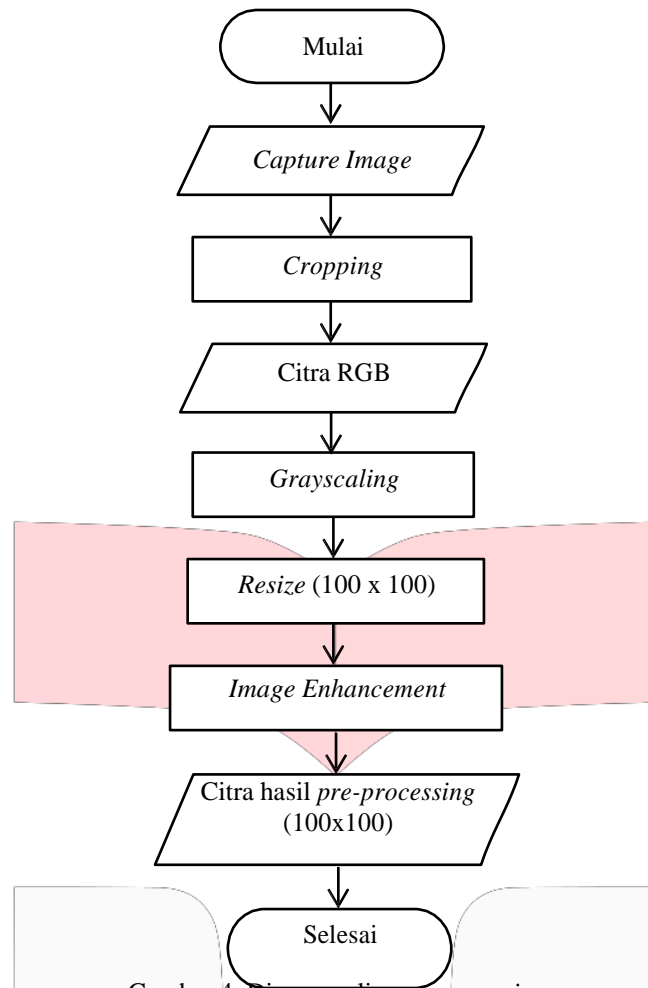 Mulai
Capture Image
Cropping
Citra RGB
Grayscaling
Resize (100 x 100)
Image Enhancement
Citra hasil pre-processing
(100x100)
Selesai